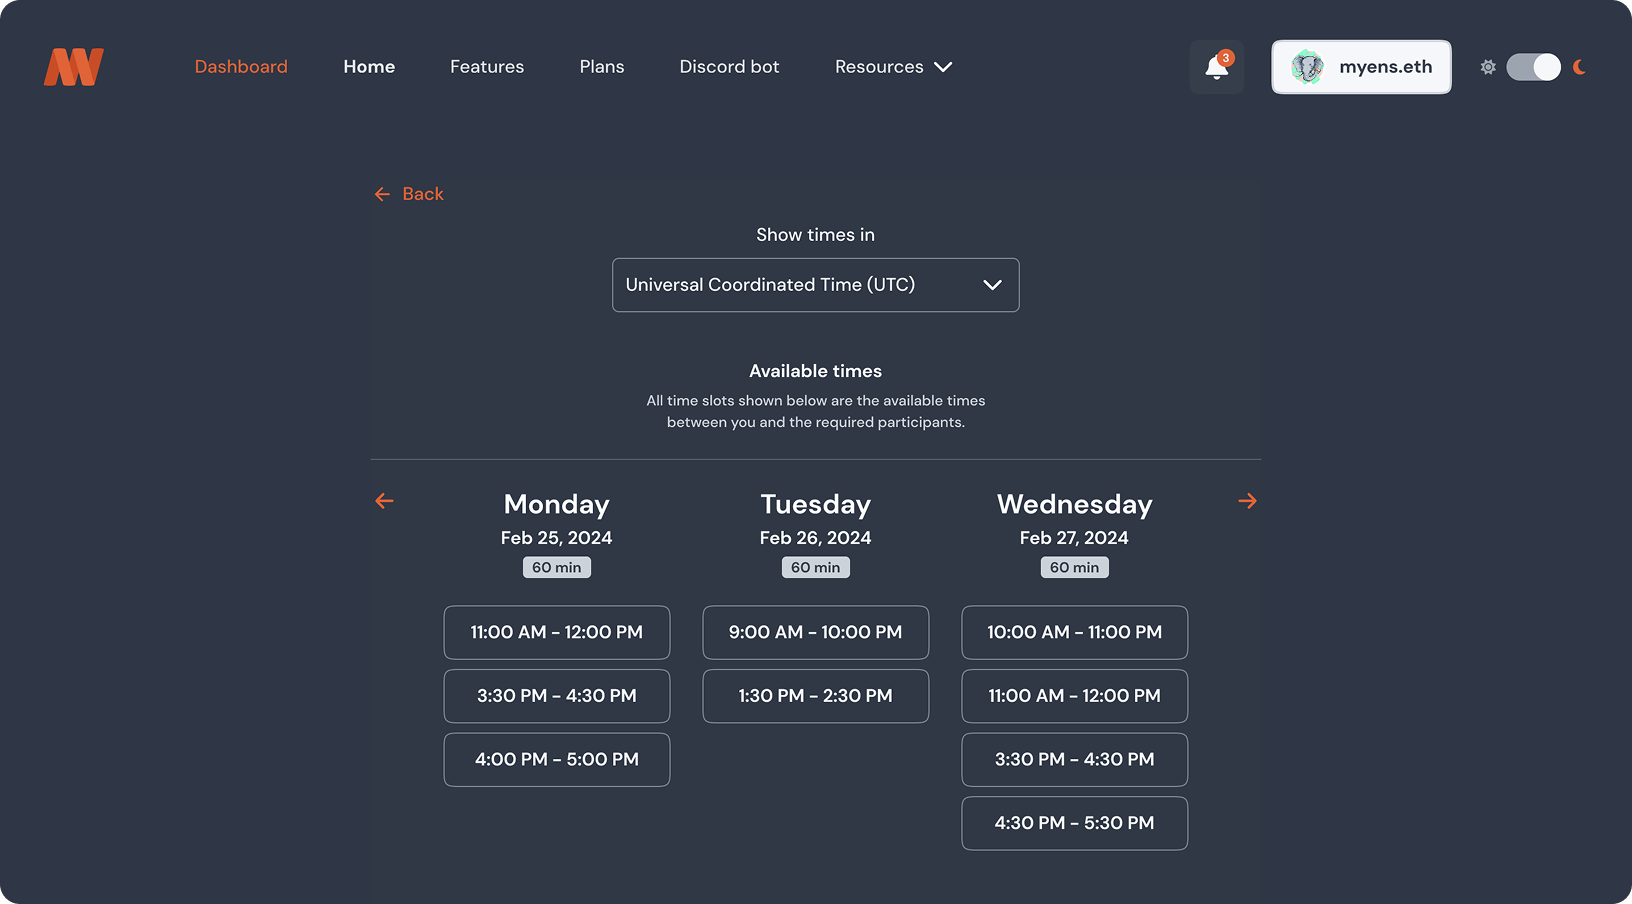 Dashboard
Home
Features
Plans
Discord bot
Resources
3
myens.eth
Back
Show times in
Universal Coordinated Time (UTC)
Available times
All time slots shown below are the available times
between you and the required participants.
Monday
Feb 25, 2024
60 min
11:00 AM - 12:00 PM
3:30 PM - 4:30 PM
4:00 PM - 5:00 PM
Tuesday
Feb 26, 2024
60 min
9:00 AM - 10:00 PM
1:30 PM - 2:30 PM
Wednesday
Feb 27, 2024
60 min
10:00 AM - 11:00 PM
11:00 AM - 12:00 PM
3:30 PM - 4:30 PM
4:30 PM - 5:30 PM